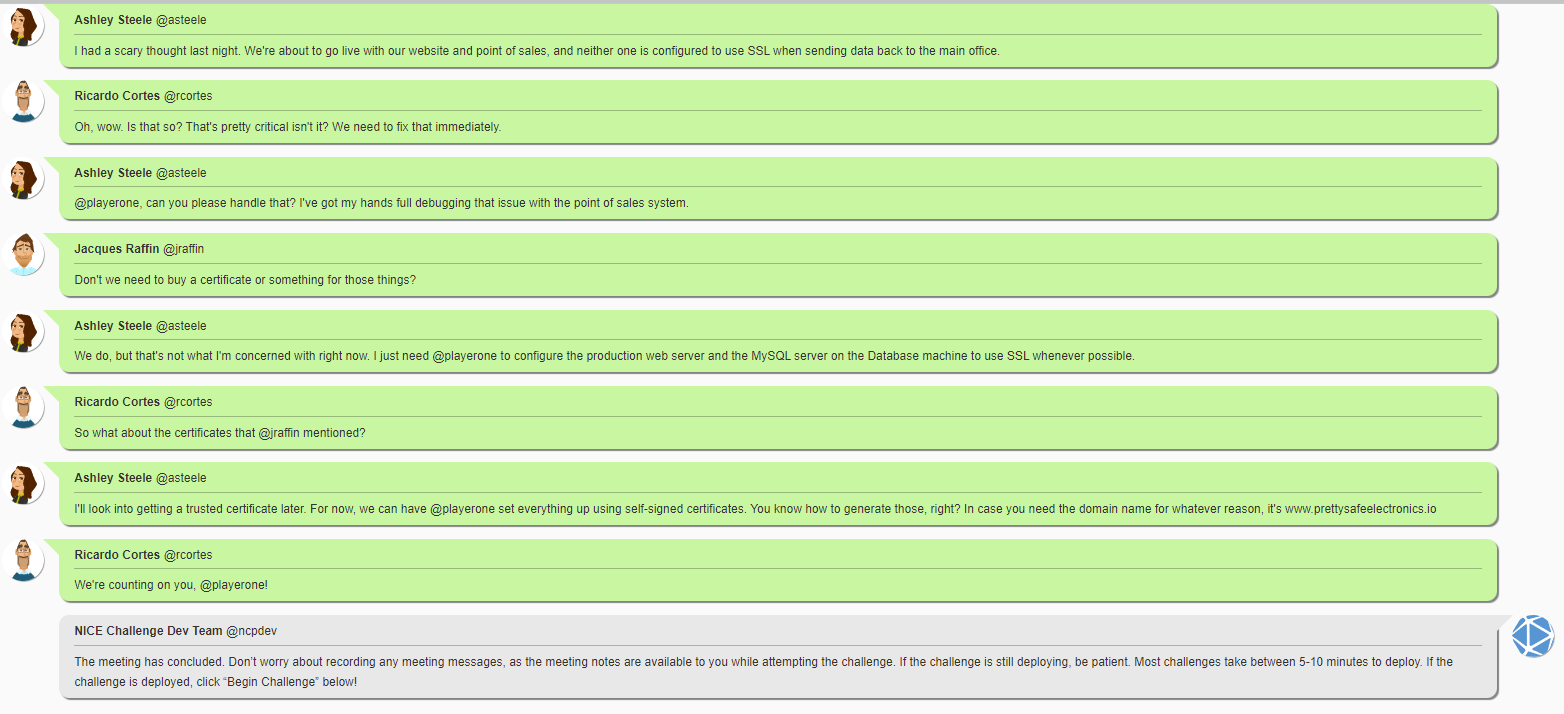 Ashley Steele @asteele
I had a scary thought last night. We're about to go live with our website and point of sales, and neither one is configured to use SSL when sending data back to the main office.
Ricardo Cortes @rcortes
Oh, wow. Is that so? That's pretty critical isn't it? We need to fix that immediately.
Ashley Steele @asteele
@playerone, can you please handle that? I've got my hands full debugging that issue with the point of sales system.
Jacques Raffin @jraffin
Don't we need to buy a certificate or something for those things?
Ashley Steele @asteele
We do, but that's not what I'm concerned with right now. I just need @playerone to configure the production web server and the MySQL server on the Database machine to use SSL whenever possible.
Ricardo Cortes @rcortes
So what about the certificates that @jraffin mentioned?
Ashley Steele @asteele
I'll look into getting a trusted certificate later. For now, we can have @playerone set everything up using self-signed certificates. You know how to generate those, right? In case you need the domain name for whatever reason, it's www.prettysafeelectronics.io
Ricardo Cortes @rcortes
We're counting on you, @playerone!
NICE Challenge Dev Team @ncpdev
The meeting has concluded. Don’t worry about recording any meeting messages, as the meeting notes are available to you while attempting the challenge. If the challenge is still deploying, be patient. Most challenges take between 5-10 minutes to deploy. If the
challenge is deployed, click “Begin Challenge” below!